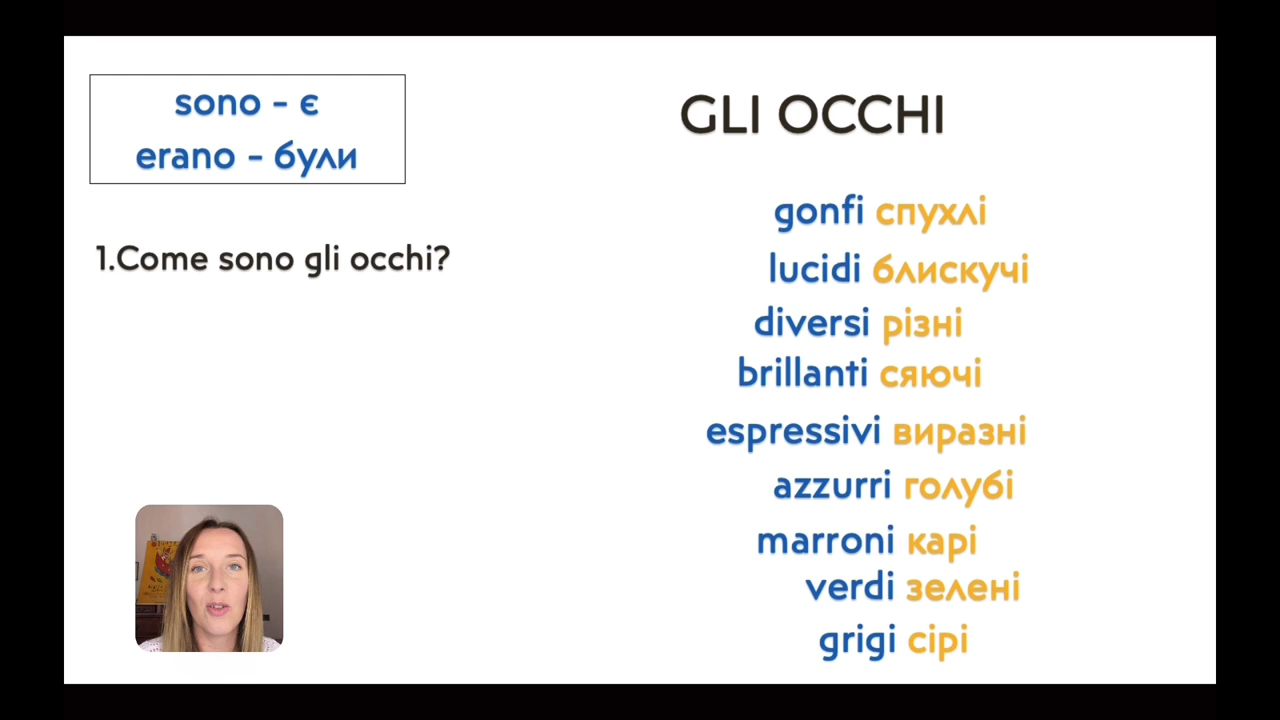 sono - є
erano - були
1.Come sono gli occhi?
GLI OCCHI
gonfi спухлі
lucidi блискучі
diversi різні
brillanti сяючі
espressivi виразні
azzurri голубі
marroni карі
verdi зелені
grigi сірі